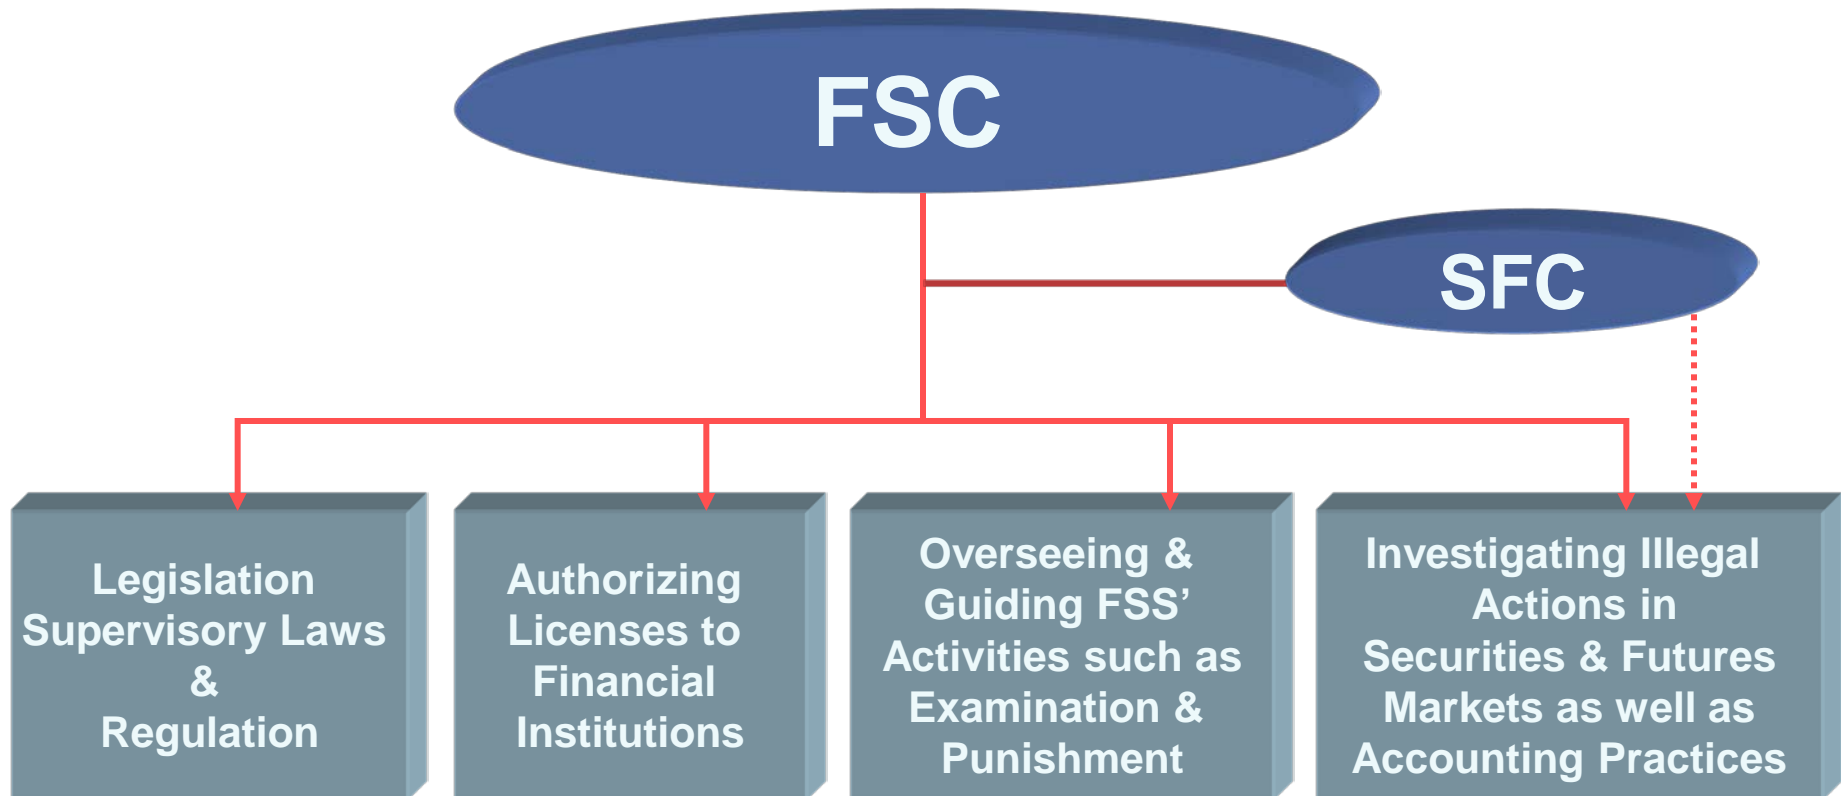 FSC
SFC
Legislation
Supervisory Laws
&
Regulation
Authorizing
Licenses to
Financial
Institutions
Overseeing &
Guiding FSS’
Activities such as
Examination &
Punishment
Investigating Illegal
Actions in
Securities & Futures
Markets as well as
Accounting Practices